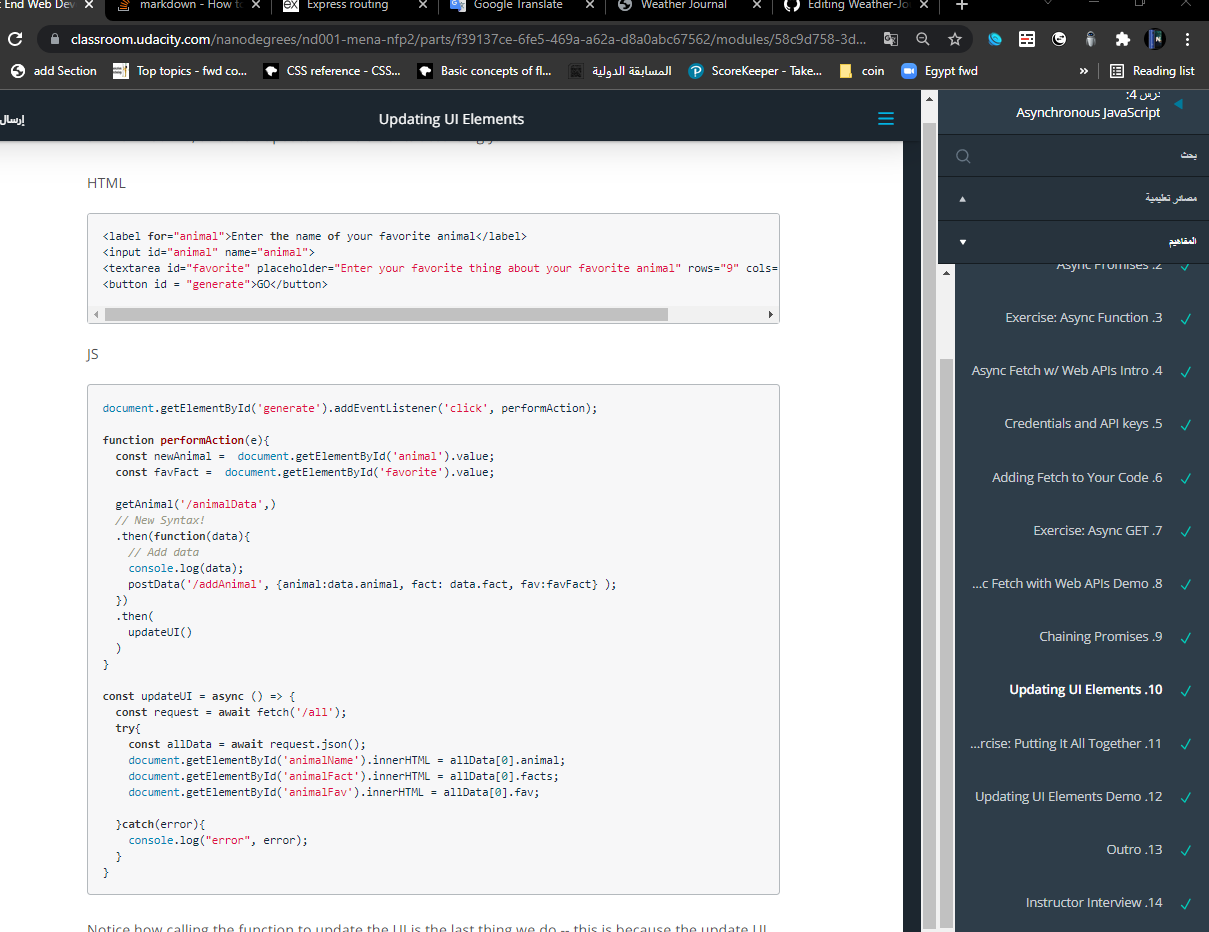 End Web Dev
markdown - How to
Express routing
Google Translate
Weather Journal
Editing Weather-Jo
classroom.udacity.com/nanodegrees/nd001-mena-nfp2/parts/f39137ce-6fe5-469a-a62a-d8a0abc67562/modules/58c9d758-3d...
add Section
Top topics - fwd co...
CSS reference - CSS...
Basic concepts of fl...
المسابقة الدولية
ScoreKeeper - Take...
coin
Egypt fwd
»
Reading list
إرسال
Updating UI Elements
HTML
<label for="animal">Enter the name of your favorite animal</label>
<input id="animal" name="animal">
<textarea id="favorite" placeholder="Enter your favorite thing about your favorite animal" rows="9" cols=
<button id = "generate">GO</button>
JS
document.getElementById('generate').addEventListener('click', performAction);
function performAction(e){
const newAnimal =  document.getElementById('animal').value;
const favFact =  document.getElementById('favorite').value;
getAnimal('/animalData',)
// New Syntax!
.then(function(data){
// Add data
console.log(data);
postData('/addAnimal', {animal:data.animal, fact: data.fact, fav:favFact} );
})
.then(
updateUI()
)
}
const updateUI = async () => {
const request = await fetch('/all');
try{
const allData = await request.json();
document.getElementById('animalName').innerHTML = allData[0].animal;
document.getElementById('animalFact').innerHTML = allData[0].facts;
document.getElementById('animalFav').innerHTML = allData[0].fav;
}catch(error){
console.log("error", error);
}
}
Notice how calling the function to update the UI is the last thing we do -- this is because the update UI
درس 4:
Asynchronous JavaScript
بحث
مصادر تعليمية
المفاهيم
Async Promises .2
Exercise: Async Function .3
Async Fetch w/ Web APIs Intro .4
Credentials and API keys .5
Adding Fetch to Your Code .6
Exercise: Async GET .7
...c Fetch with Web APIs Demo .8
Chaining Promises .9
Updating UI Elements .10
...rcise: Putting It All Together .11
Updating UI Elements Demo .12
Outro .13
Instructor Interview .14